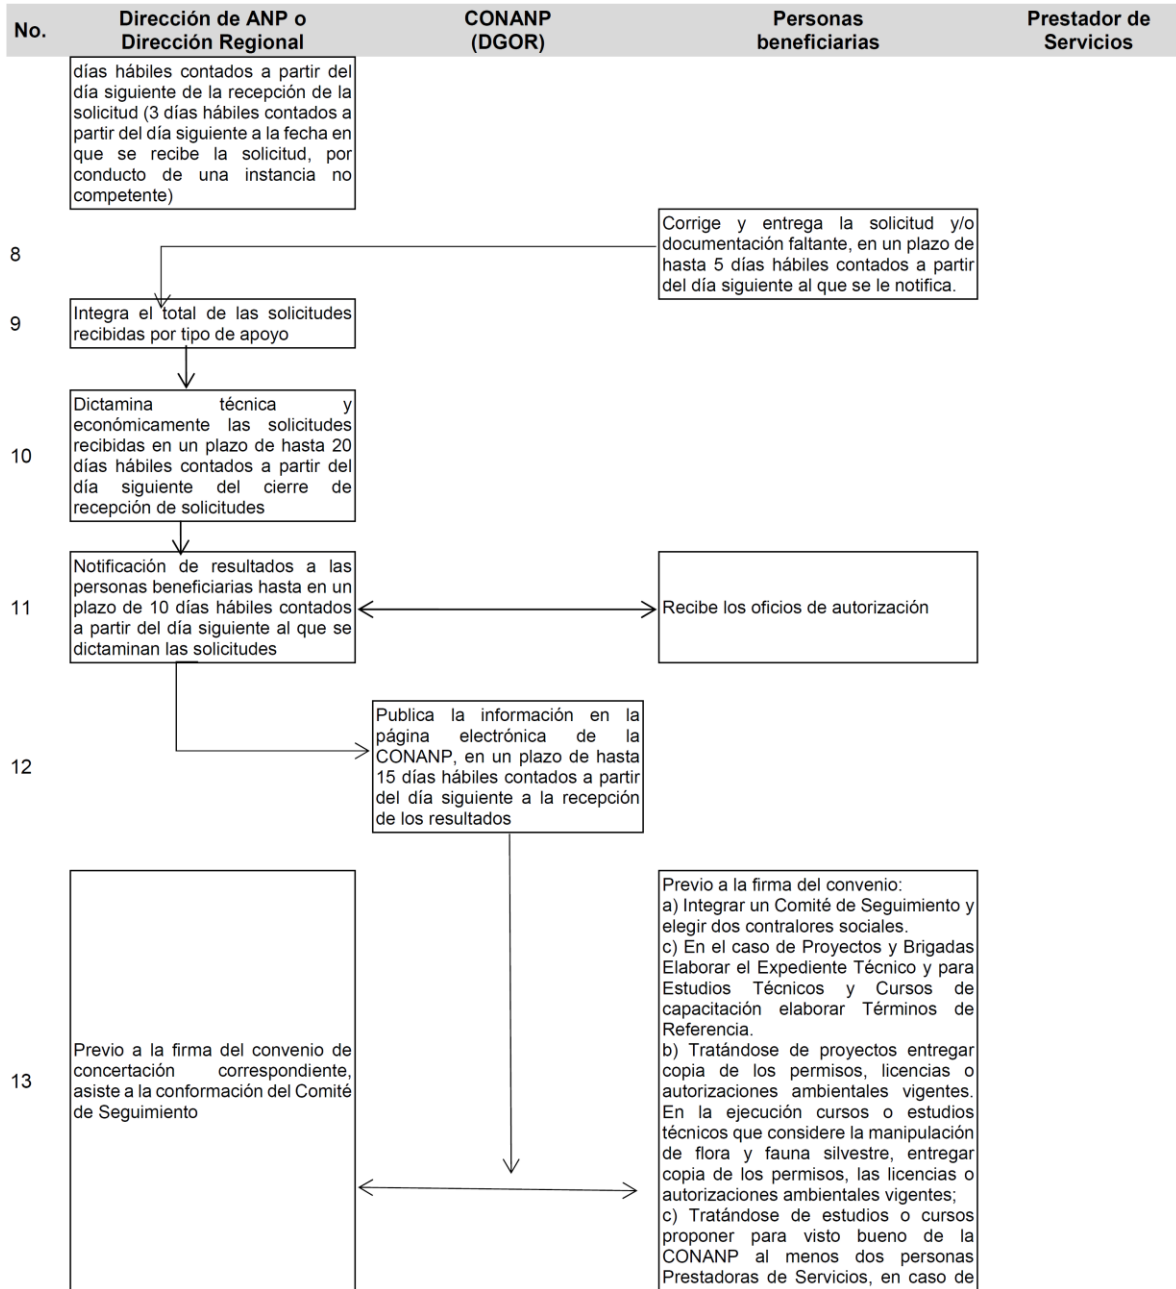 No.
Dirección de ANP o
Dirección Regional
CONANP
(DGOR)
Personas
beneficiarias
Prestador de
Servicios
días hábiles contados a partir del
día siguiente de la recepción de la
solicitud (3 días hábiles contados a
partir del día siguiente a la fecha en
que se recibe la solicitud, por
conducto de una instancia no
competente)
8
Corrige y entrega la solicitud y/o
documentación faltante, en un plazo de
hasta 5 días hábiles contados a partir
del día siguiente al que se le notifica.
9
Integra el total de las solicitudes
recibidas por tipo de apoyo
10
Dictamina técnica y
económicamente las solicitudes
recibidas en un plazo de hasta 20
días hábiles contados a partir del
día siguiente del cierre de
recepción de solicitudes
11
Notificación de resultados a las
personas beneficiarias hasta en un
plazo de 10 días hábiles contados
a partir del día siguiente al que se
dictaminan las solicitudes
Recibe los oficios de autorización
12
Publica la información en la
página electrónica de la
CONANP, en un plazo de hasta
15 días hábiles contados a partir
del día siguiente a la recepción
de los resultados
13
Previo a la firma del convenio de
concertación correspondiente,
asiste a la conformación del Comité
de Seguimiento
Previo a la firma del convenio:
a) Integrar un Comité de Seguimiento y
elegir dos contralores sociales.
c) En el caso de Proyectos y Brigadas
Elaborar el Expediente Técnico y para
Estudios Técnicos y Cursos de
capacitación elaborar Términos de
Referencia.
b) Tratándose de proyectos entregar
copia de los permisos, licencias o
autorizaciones ambientales vigentes.
En la ejecución cursos o estudios
técnicos que considere la manipulación
de flora y fauna silvestre, entregar
copia de los permisos, las licencias o
autorizaciones ambientales vigentes;
c) Tratándose de estudios o cursos
proponer para visto bueno de la
CONANP al menos dos personas
Prestadoras de Servicios, en caso de